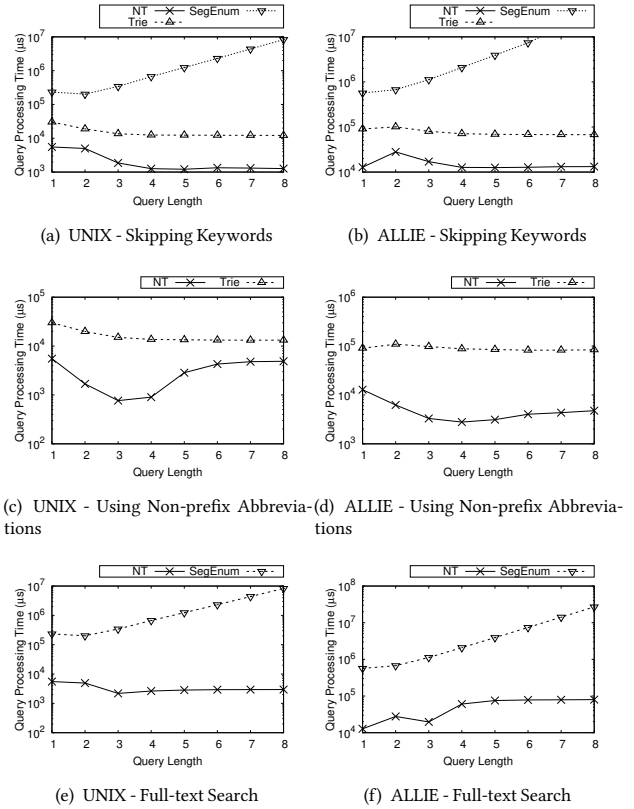 NT SegEnum
Trie
Query Processing Time (μs)
10^7
10^6
10^5
10^4
10^3
1 2 3 4 5 6 7 8
Query Length
(a) UNIX - Skipping Keywords
NT SegEnum
Trie
Query Processing Time (μs)
10^7
10^6
10^5
10^4
1 2 3 4 5 6 7 8
Query Length
(b) ALLIE - Skipping Keywords
NT Trie
Query Processing Time (μs)
10^5
10^4
10^3
10^2
1 2 3 4 5 6 7 8
Query Length
(c) UNIX - Using Non-prefix Abbrevia-
tions
NT Trie
Query Processing Time (μs)
10^6
10^5
10^4
10^3
1 2 3 4 5 6 7 8
Query Length
(d) ALLIE - Using Non-prefix Abbrevia-
tions
NT SegEnum
Query Processing Time (μs)
10^7
10^6
10^5
10^4
10^3
10^2
1 2 3 4 5 6 7 8
Query Length
(e) UNIX - Full-text Search
NT SegEnum
Query Processing Time (μs)
10^8
10^7
10^6
10^5
10^4
1 2 3 4 5 6 7 8
Query Length
(f) ALLIE - Full-text Search